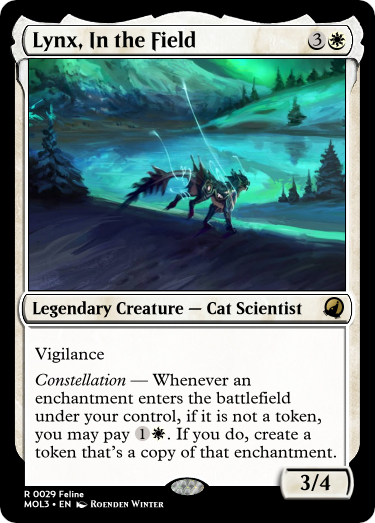 Lynx, In the Field 3
Legendary Creature — Cat Scientist
Vigilance
Constellation — Whenever an
enchantment enters the battlefield
under your control, if it is not a token,
you may pay 1. If you do, create a
token that's a copy of that enchantment.
3/4
R 0029 Feline
MOL3 • EN Roenden Winter